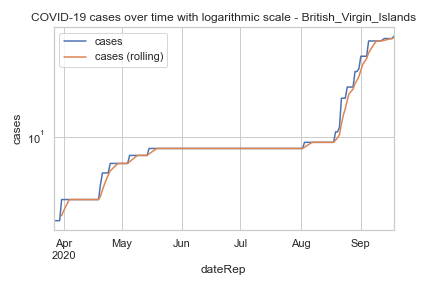 COVID-19 cases over time with logarithmic scale - British_Virgin_Islands
cases
cases (rolling)
cases
10¹
Apr May Jun Jul Aug Sep
2020
dateRep